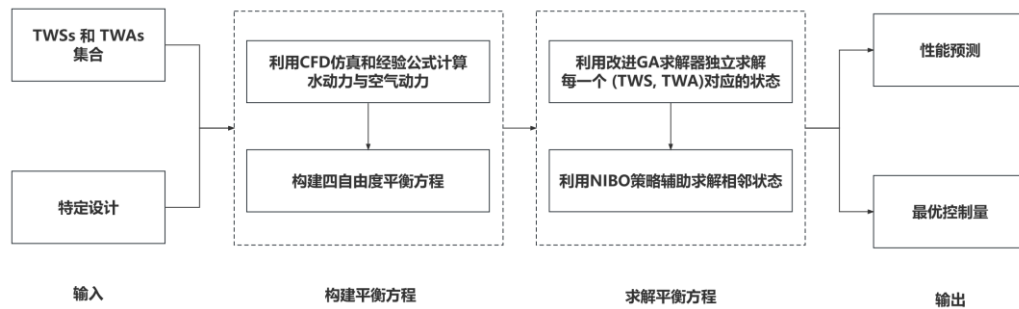 TWSs 和 TWAs
集合
特定设计
输入
利用CFD仿真和经验公式计算
水动力与空气动力
构建四自由度平衡方程
构建平衡方程
利用改进GA求解器独立求解
每一个 (TWS, TWA)对应的状态
利用NIBO策略辅助求解相邻状态
求解平衡方程
性能预测
最优控制量
输出